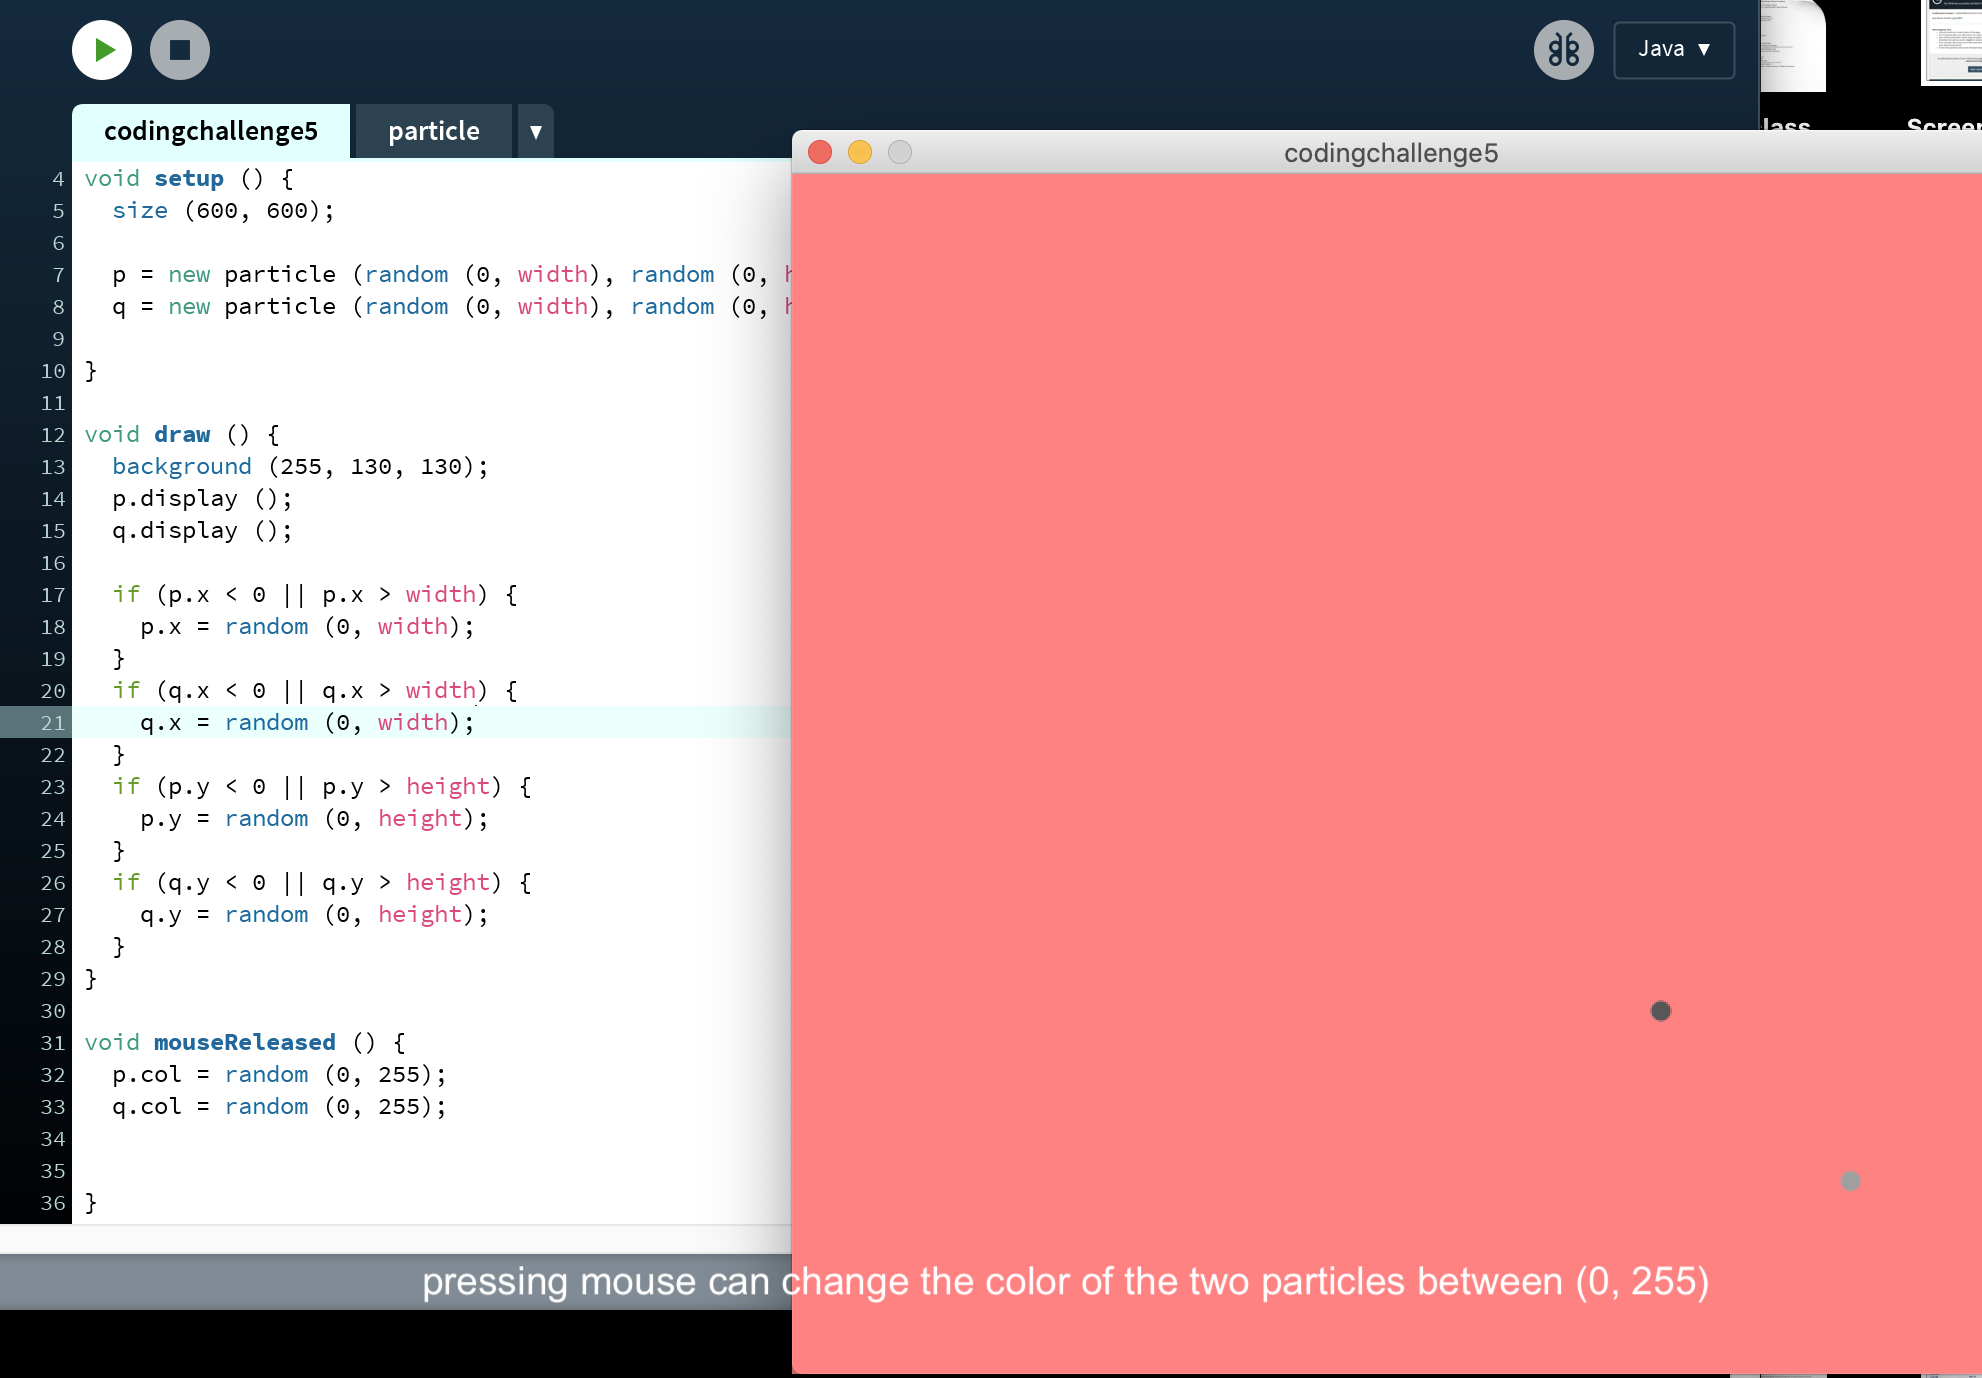 Java ▼
codingchallenge5 particle ▼
lass Screen
codingchallenge5
4 void setup () {
5   size (600, 600);
6
7   p = new particle (random (0, width), random (0, h
8   q = new particle (random (0, width), random (0, h
9
10 }
11
12 void draw () {
13   background (255, 130, 130);
14   p.display ();
15   q.display ();
16
17   if (p.x < 0 || p.x > width) {
18     p.x = random (0, width);
19   }
20   if (q.x < 0 || q.x > width) {
21     q.x = random (0, width);
22   }
23   if (p.y < 0 || p.y > height) {
24     p.y = random (0, height);
25   }
26   if (q.y < 0 || q.y > height) {
27     q.y = random (0, height);
28   }
29 }
30
31 void mouseReleased () {
32   p.col = random (0, 255);
33   q.col = random (0, 255);
34
35
36 }
pressing mouse can change the color of the two particles between (0, 255)